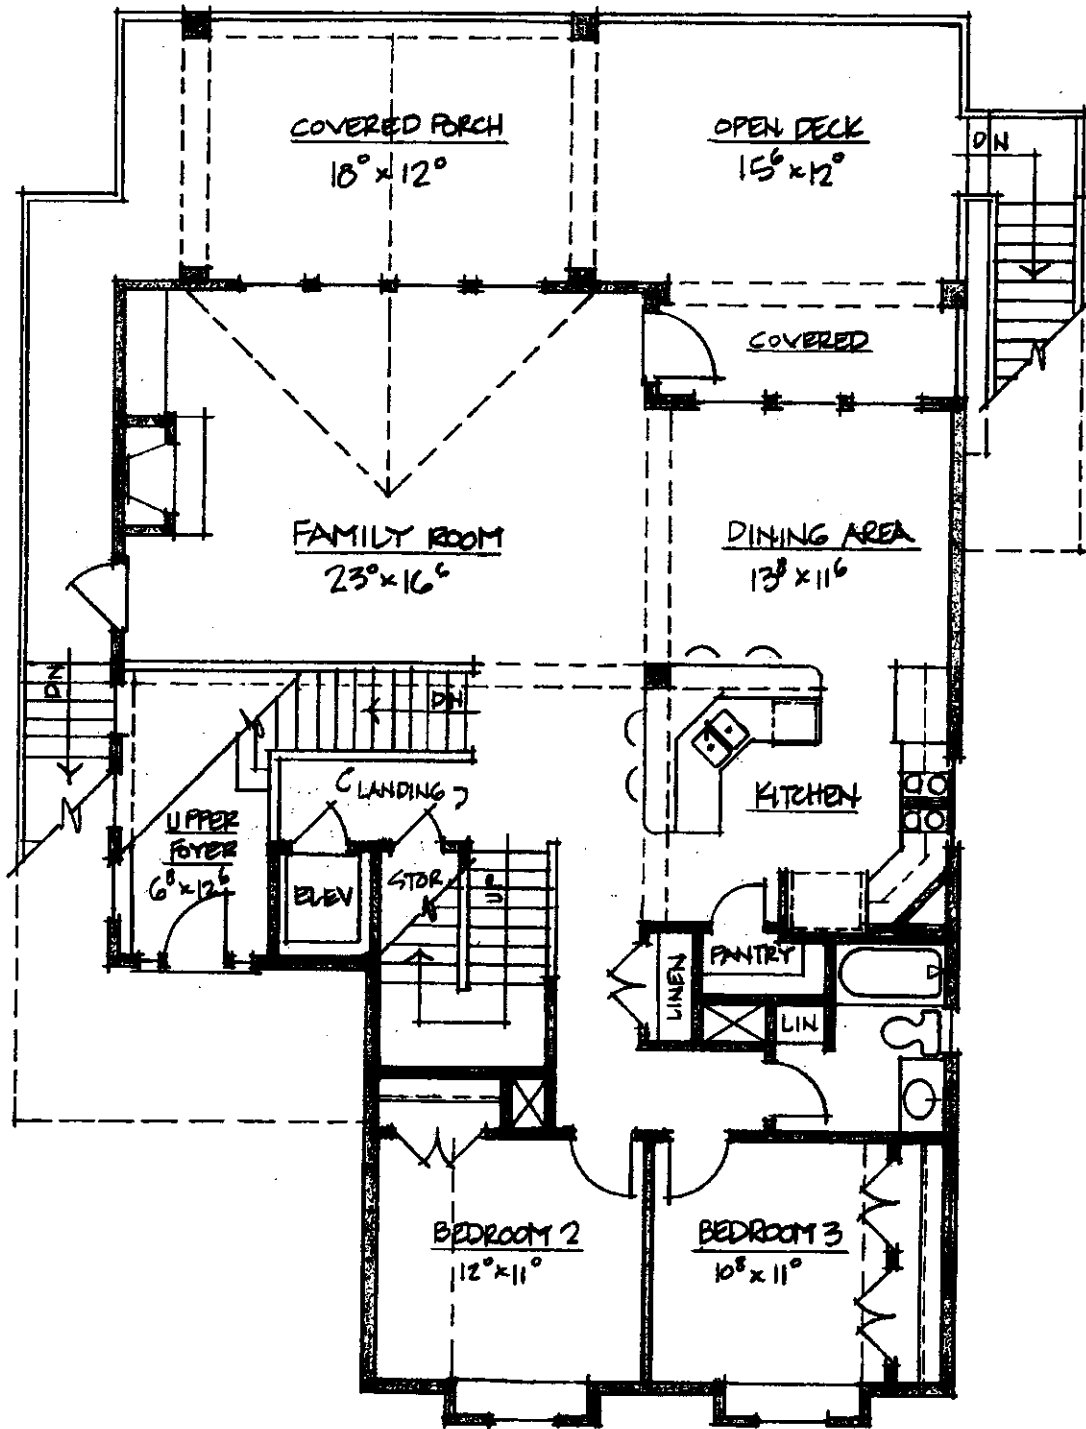 COVERED PORCH
18⁰ x 12⁰
OPEN DECK
15⁶ x 12⁰
DN
COVERED
FAMILY ROOM
23⁰ x 16⁶
DINING AREA
13⁸ x 11⁶
DN
DN
LANDING
KITCHEN
UPPER
FOYER
6⁸ x 12⁶
ELEV
STOR
UP
LINEN
PANTRY
LIN
BEDROOM 2
12⁰ x 11⁰
BEDROOM 3
10⁸ x 11⁰